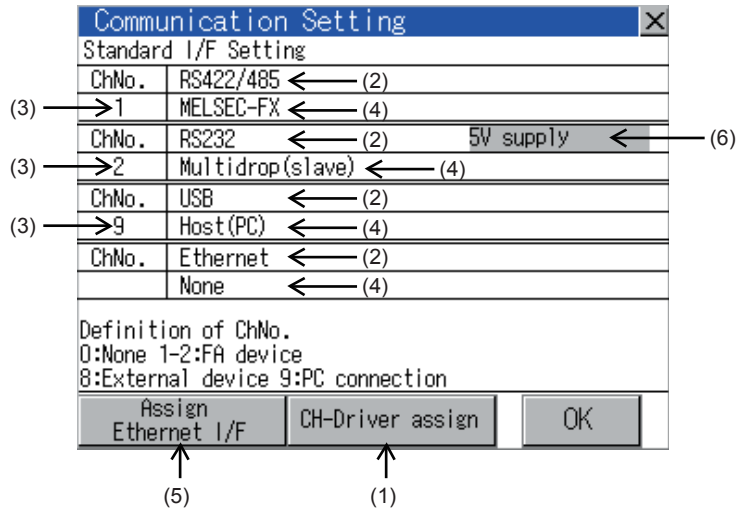 Communication Setting
Standard I/F Setting
ChNo. RS422/485 (2)
(3) 1 MELSEC-FX (4)
ChNo. RS232 (2) 5V supply (6)
(3) 2 Multidrop(slave) (4)
ChNo. USB (2)
(3) 9 Host(PC) (4)
ChNo. Ethernet (2)
None (4)
Definition of ChNo.
0:None 1-2:FA device
8:External device 9:PC connection
Assign
Ethernet I/F
CH-Driver assign
OK
(5) (1)